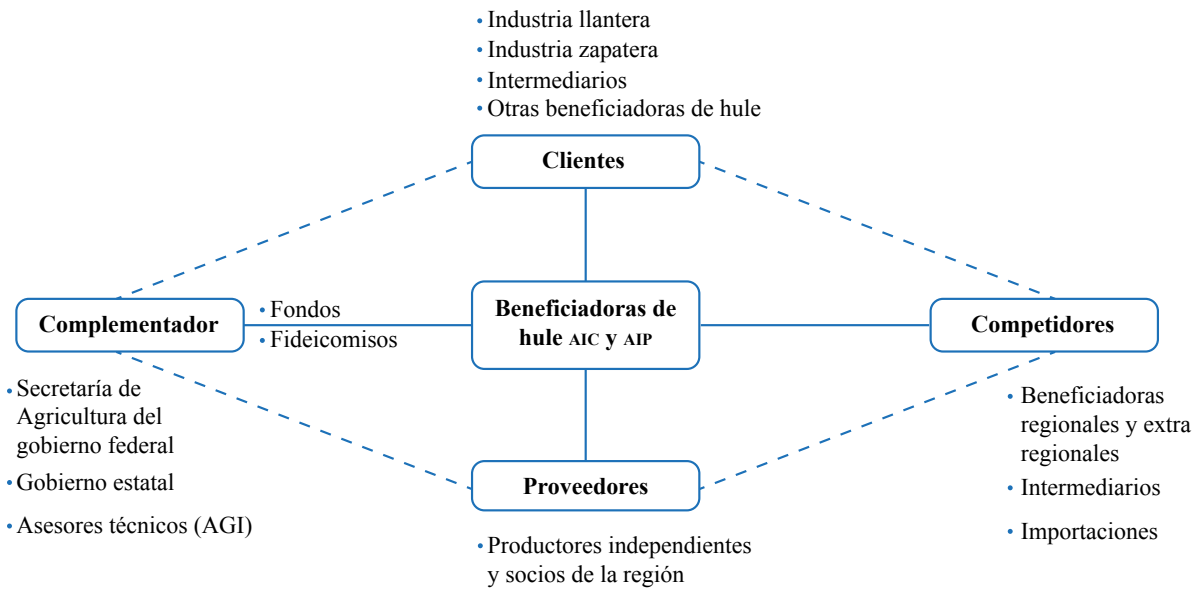 • Industria llantera
• Industria zapatera
• Intermediarios
• Otras beneficiadoras de hule
Clientes
Complementador
• Fondos
• Fideicomisos
Beneficiadoras de
hule AIC y AIP
Competidores
• Secretaría de
Agricultura del
gobierno federal
• Gobierno estatal
• Asesores técnicos (AGI)
• Beneficiadoras
regionales y extra
regionales
• Intermediarios
• Importaciones
Proveedores
• Productores independientes
y socios de la región